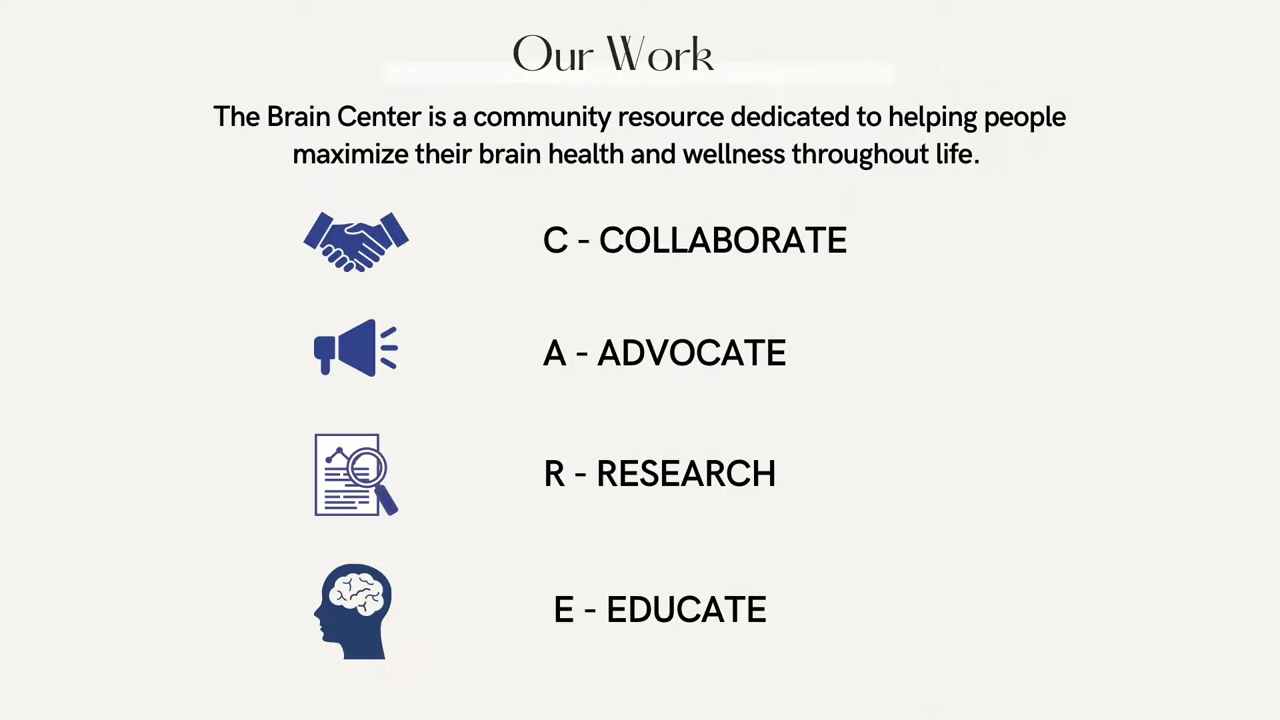 Our Work
The Brain Center is a community resource dedicated to helping people
maximize their brain health and wellness throughout life.
C - COLLABORATE
A - ADVOCATE
R - RESEARCH
E - EDUCATE